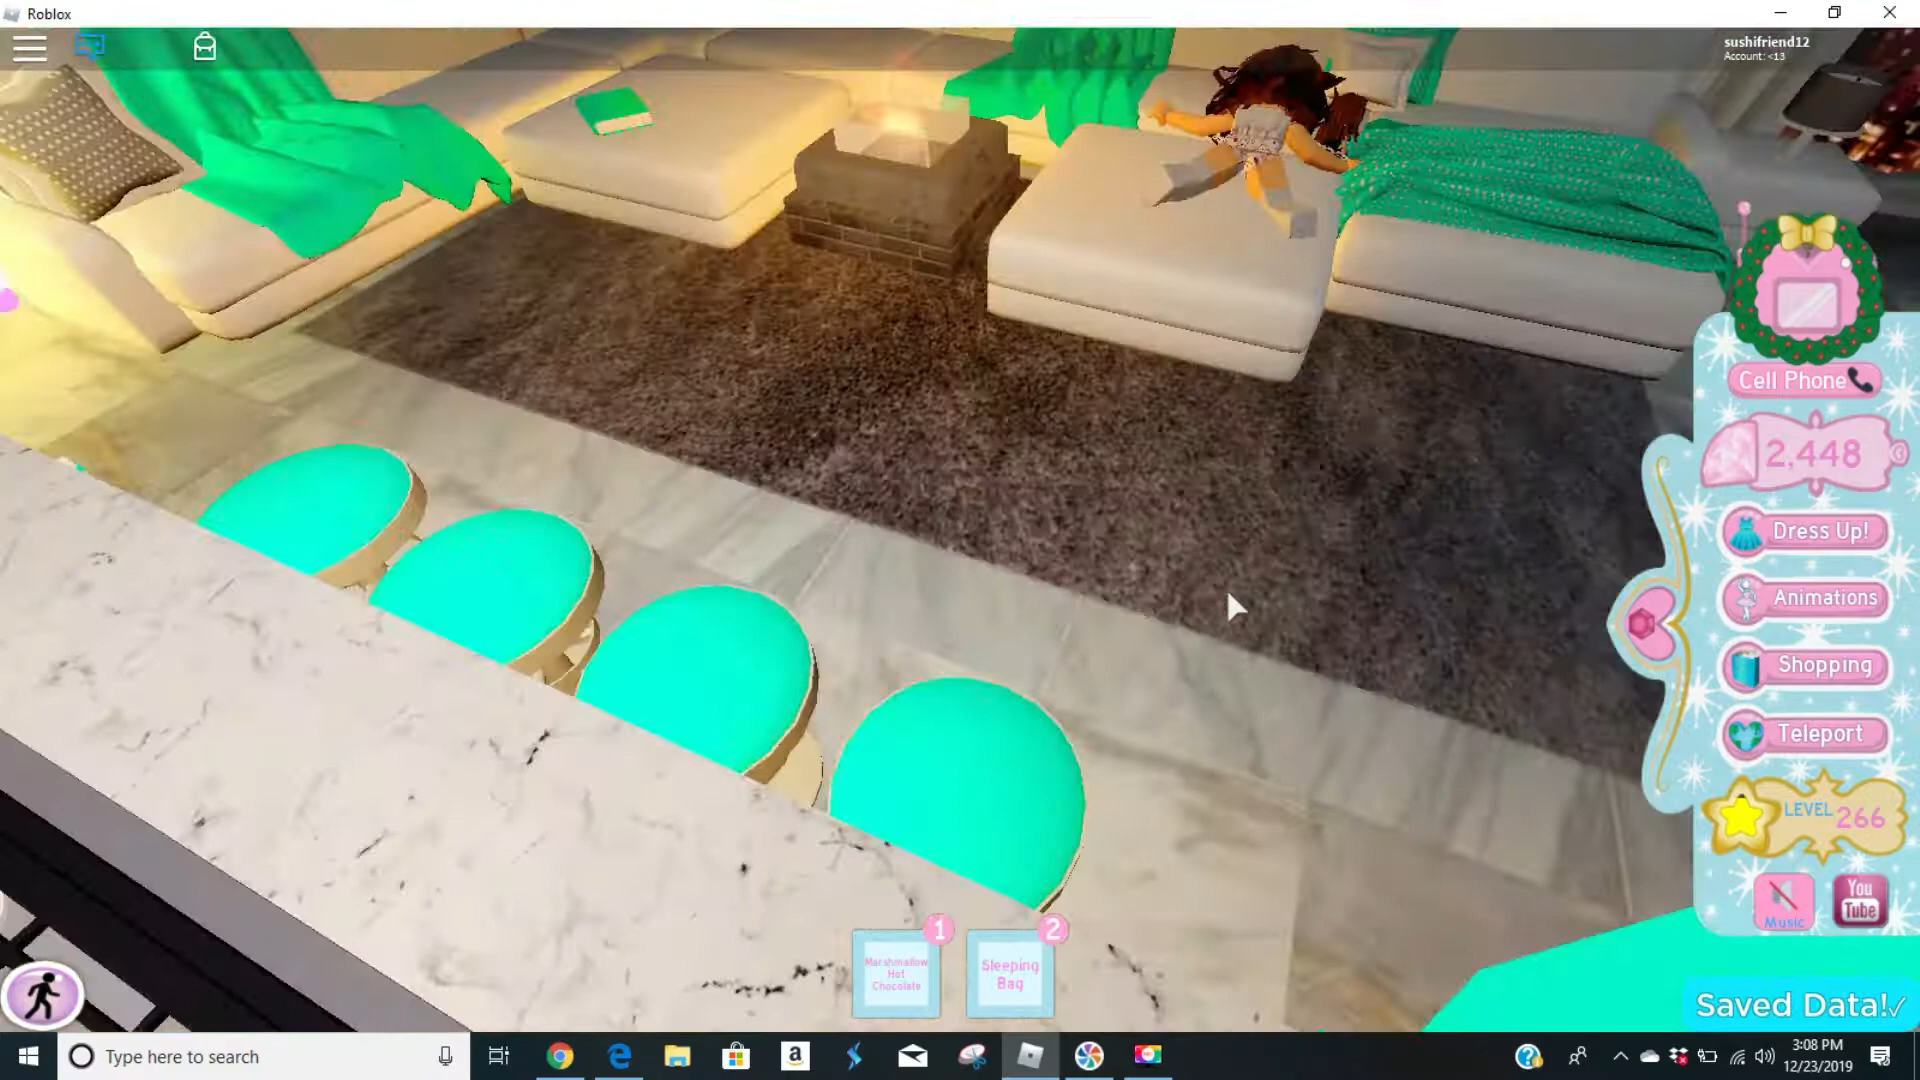 Roblox
sushifriend12
Account: <13
Cell Phone
2,448
Dress Up!
Animations
Shopping
Teleport
LEVEL 266
Music
You
Tube
1
Marshmallow
Hot
Chocolate
2
Sleeping
Bag
Saved Data!✓
Type here to search
3:08 PM
12/23/2019